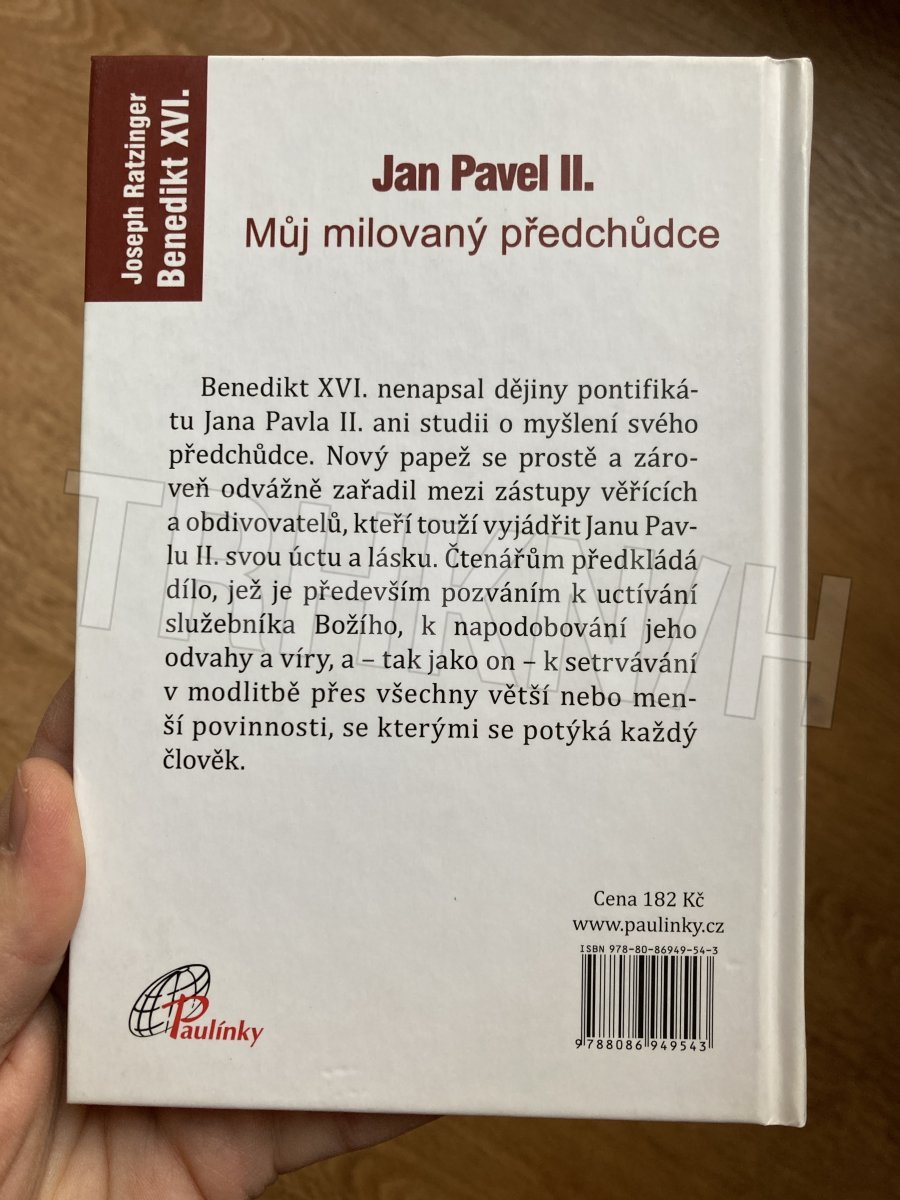 Joseph Ratzinger
Benedikt XVI.
Jan Pavel II.
Můj milovaný předchůdce
Benedikt XVI. nenapsal dějiny pontifiká-
tu Jana Pavla II. ani studii o myšlení svého
předchůdce. Nový papež se prostě a záro-
veň odvážně zařadil mezi zástupy věřících
a obdivovatelů, kteří touží vyjádřit Janu Pav-
lu II. svou úctu a lásku. Čtenářům předkládá
dílo, jež je především pozváním k uctívání
služebníka Božího, k napodobování jeho
odvahy a víry, a – tak jako on – k setrvávání
v modlitbě přes všechny větší nebo men-
ší povinnosti, se kterými se potýká každý
člověk.
TRHKNVH
Cena 182 Kč
www.paulinky.cz
ISBN 978-80-86949-54-3
9788086 949543
Paulínky